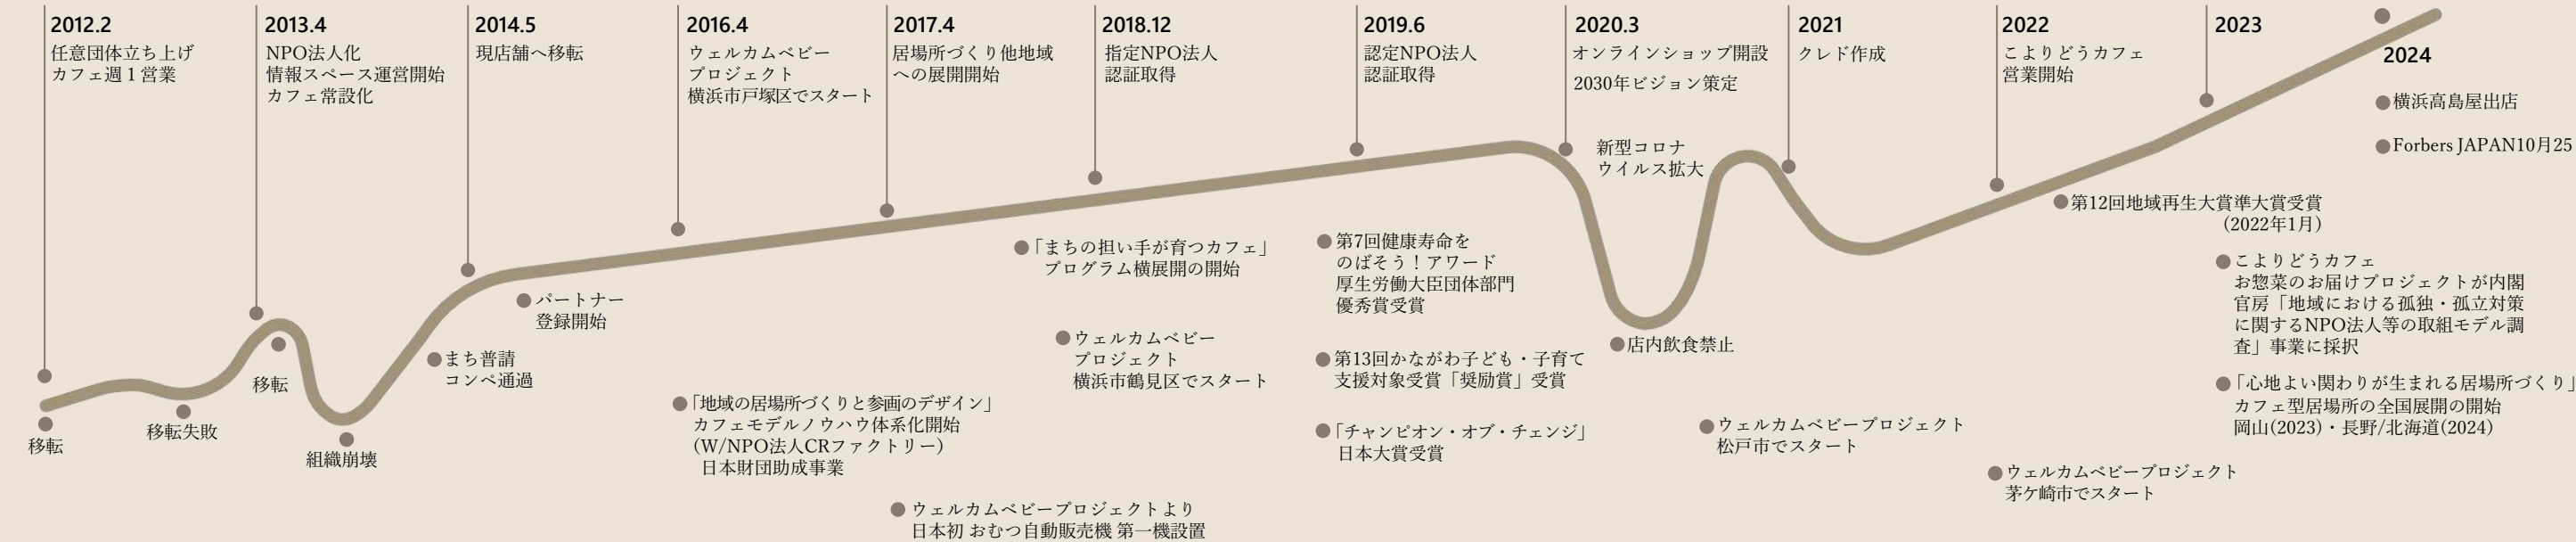 2012.2
任意団体立ち上げ
カフェ週１営業
2013.4
NPO法人化
情報スペース運営開始
カフェ常設化
2014.5
現店舗へ移転
2016.4
ウェルカムベビー
プロジェクト
横浜市戸塚区でスタート
2017.4
居場所づくり他地域
への展開開始
2018.12
指定NPO法人
認証取得
2019.6
認定NPO法人
認証取得
2020.3
オンラインショップ開設
2030年ビジョン策定
新型コロナ
ウイルス拡大
2021
クレド作成
2022
こよりどうカフェ
営業開始
2023
2024
横浜高島屋出店
Forbers JAPAN10月25
移転
移転失敗
移転
組織崩壊
まち普請
コンペ通過
パートナー
登録開始
「地域の居場所づくりと参画のデザイン」
カフェモデルノウハウ体系化開始
（W/NPO法人CRファクトリー）
日本財団助成事業
ウェルカムベビープロジェクトより
日本初 おむつ自動販売機 第一機設置
「まちの担い手が育つカフェ」
プログラム横展開の開始
ウェルカムベビー
プロジェクト
横浜市鶴見区でスタート
第7回健康寿命を
のばそう！アワード
厚生労働大臣団体部門
優秀賞受賞
第13回かながわ子ども・子育て
支援対象受賞「奨励賞」受賞
「チャンピオン・オブ・チェンジ」
日本大賞受賞
店内飲食禁止
ウェルカムベビープロジェクト
松戸市でスタート
ウェルカムベビープロジェクト
茅ケ崎市でスタート
第12回地域再生大賞準大賞受賞
（2022年1月）
こよりどうカフェ
お惣菜のお届けプロジェクトが内閣
官房「地域における孤独・孤立対策
に関するNPO法人等の取組モデル調
査」事業に採択
「心地よい関わりが生まれる居場所づくり」
カフェ型居場所の全国展開の開始
岡山(2023)・長野/北海道(2024)